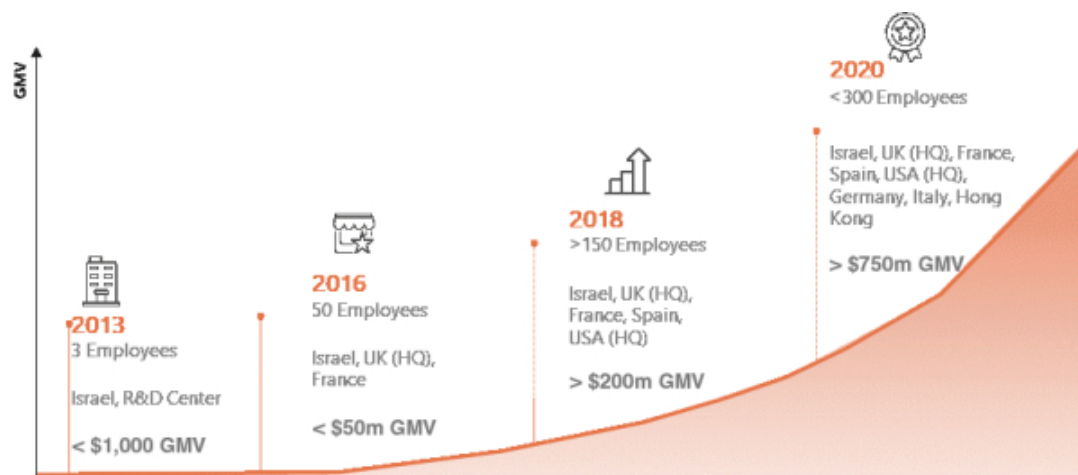 GMV
2013
3 Employees
Israel, R&D Center
< $1,000 GMV
2016
50 Employees
Israel, UK (HQ),
France
< $50m GMV
2018
>150 Employees
Israel, UK (HQ),
France, Spain,
USA (HQ)
> $200m GMV
2020
<300 Employees
Israel, UK (HQ), France,
Spain, USA (HQ),
Germany, Italy, Hong
Kong
> $750m GMV